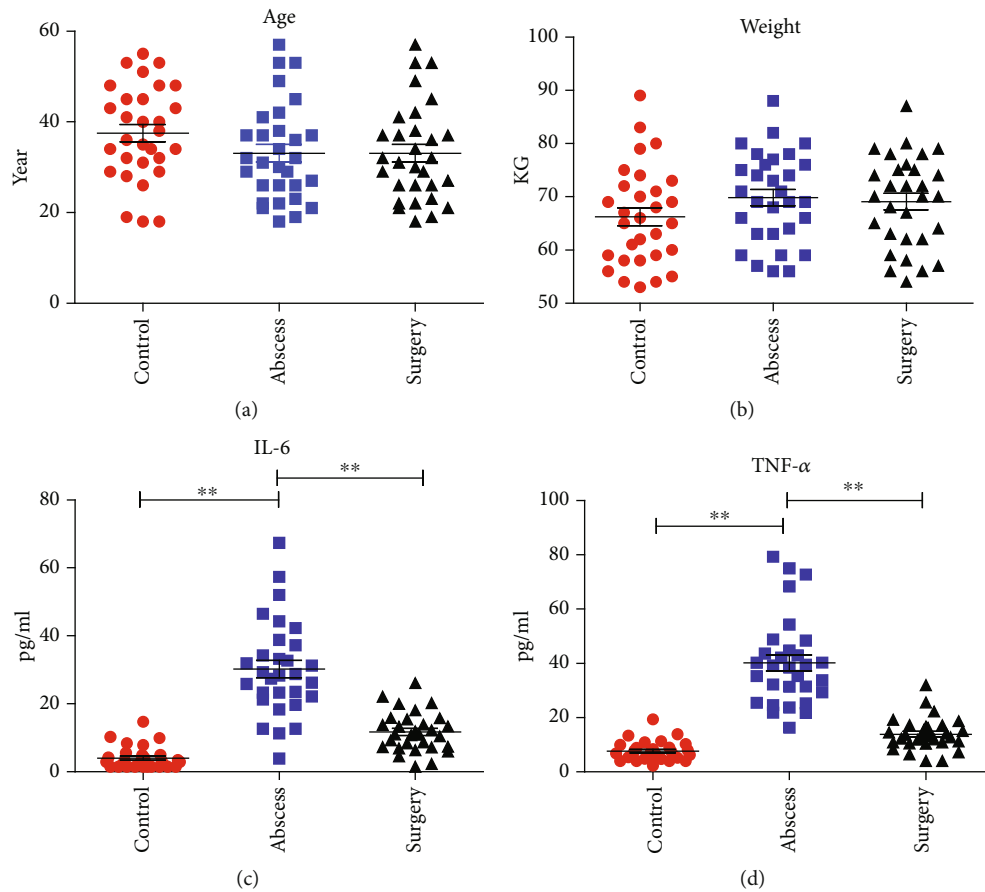 Age
60
40
20
0
Year
Control
Abscess
Surgery
(a)
Weight
100
90
80
70
60
50
KG
Control
Abscess
Surgery
(b)
IL-6
**
**
80
60
40
20
0
pg/ml
Control
Abscess
Surgery
(c)
TNF-α
**
**
100
80
60
40
20
0
pg/ml
Control
Abscess
Surgery
(d)